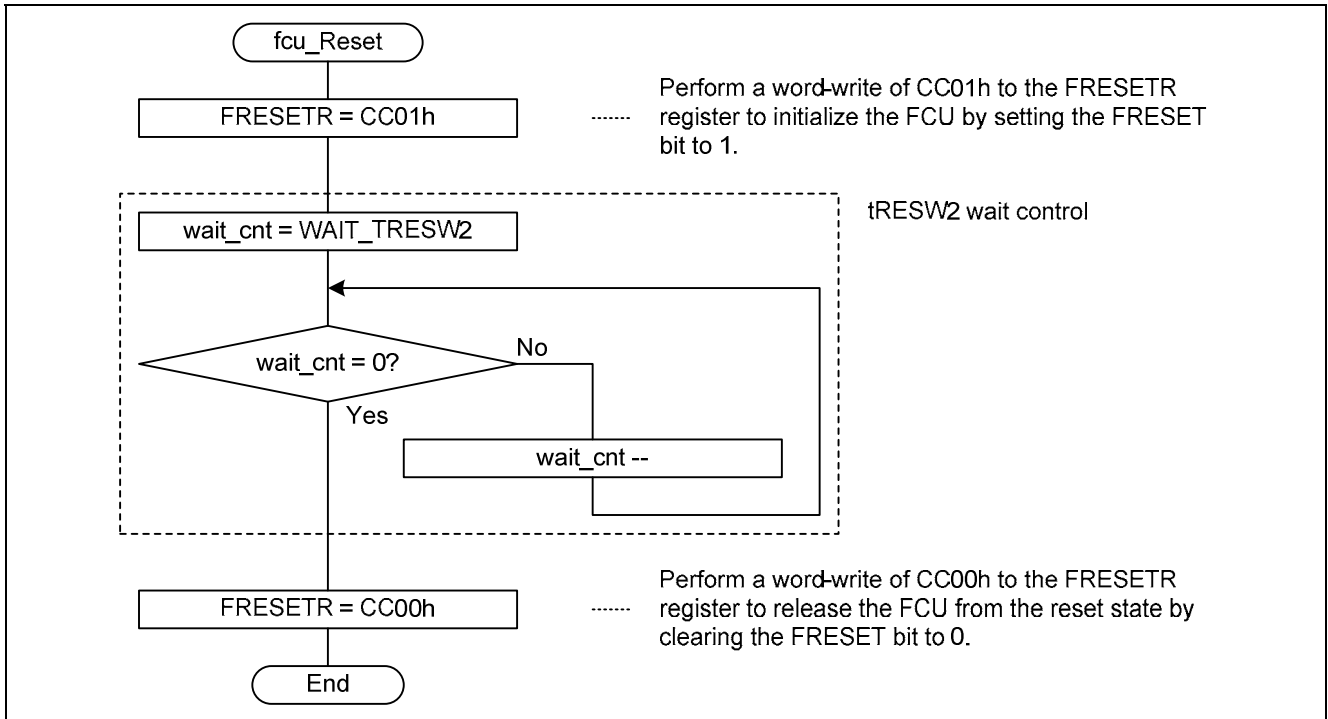 fcu_Reset
FRESETR = CC01h
Perform a word-write of CC01h to the FRESETR
register to initialize the FCU by setting the FRESET
bit to 1.
tRESW2 wait control
wait_cnt = WAIT_TRESW2
wait_cnt = 0?
No
Yes
wait_cnt --
FRESETR = CC00h
Perform a word-write of CC00h to the FRESETR
register to release the FCU from the reset state by
clearing the FRESET bit to 0.
End